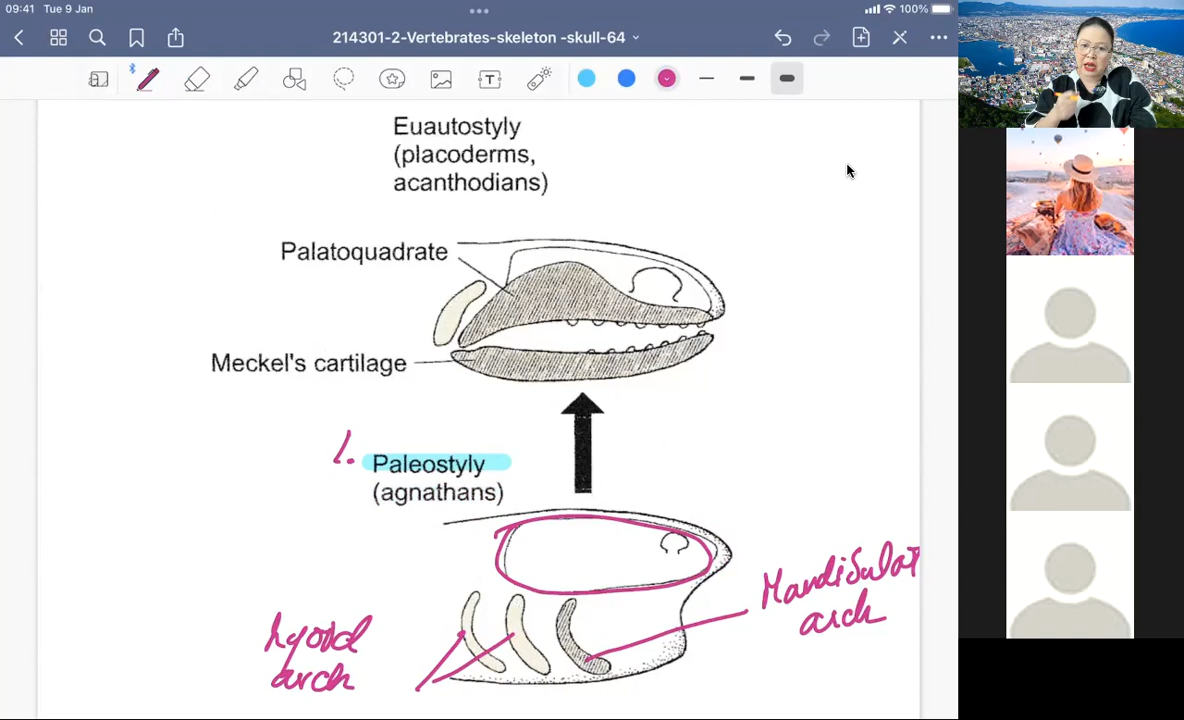 09:41 Tue 9 Jan
100%
214301-2-Vertebrates-skeleton -skull-64
T
Euautostyly
(placoderms,
acanthodians)
Palatoquadrate
Meckel's cartilage
1.
Paleostyly
(agnathans)
Mandibular
arch
hyoid
arch